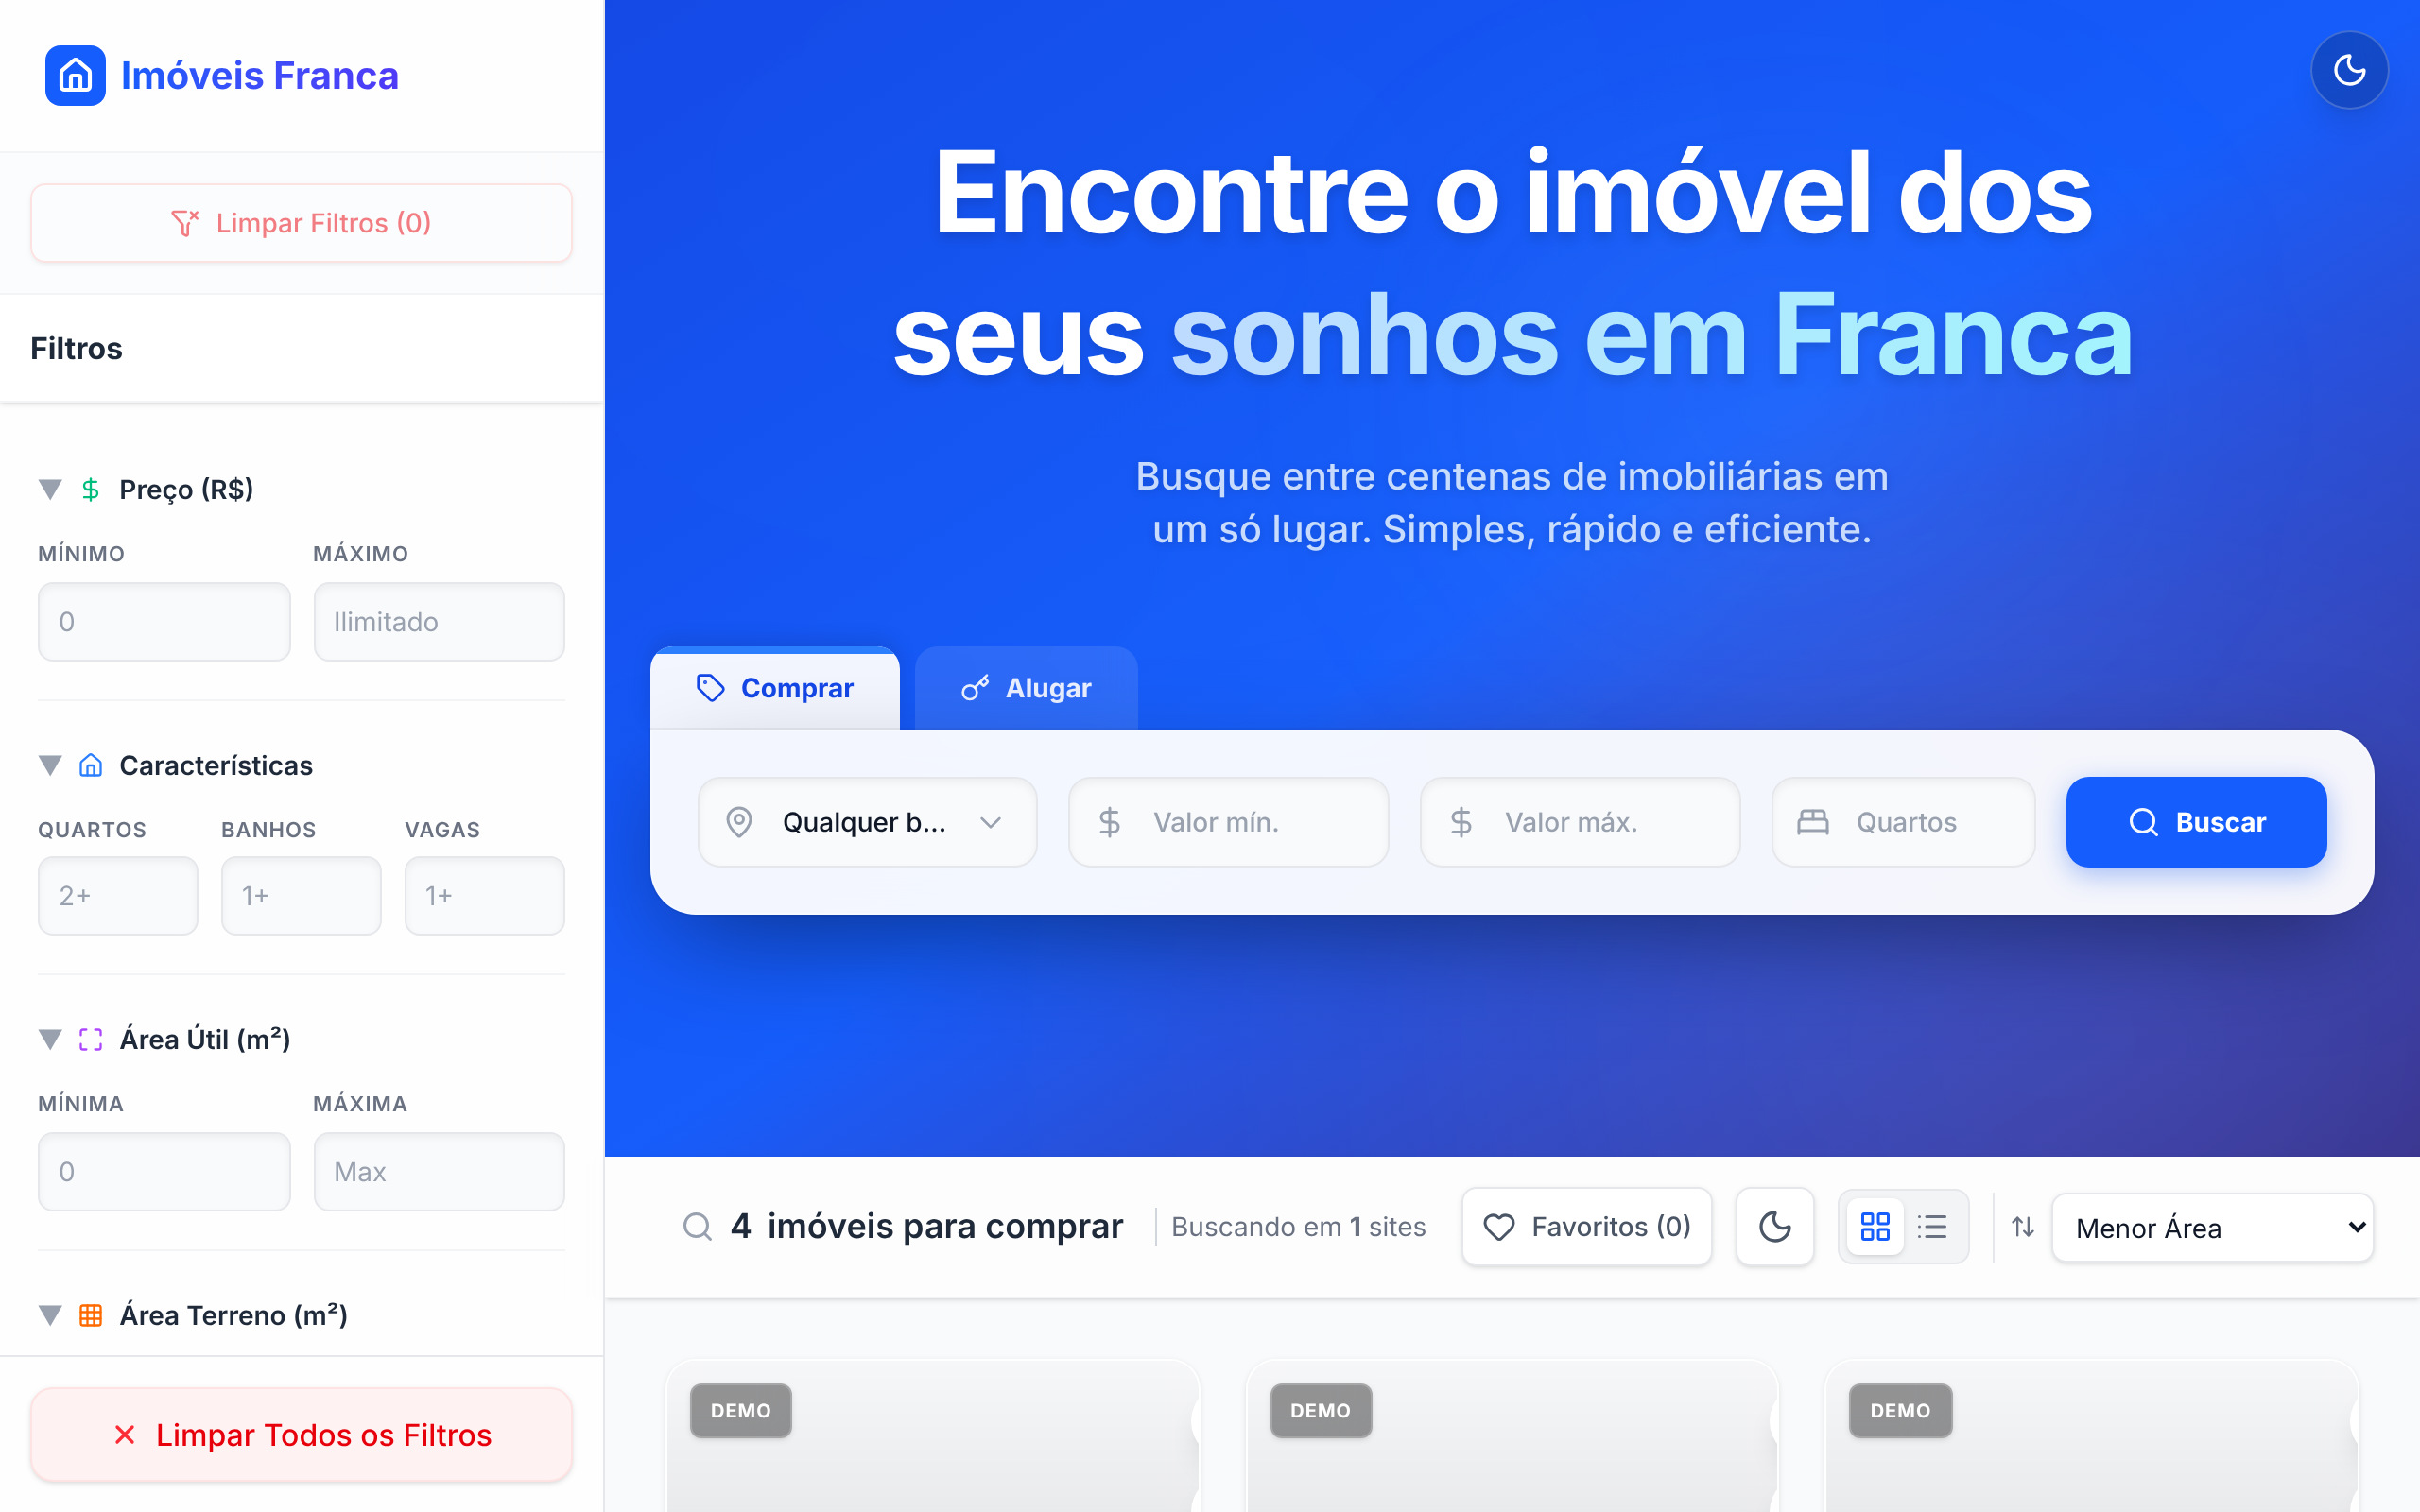 Imóveis Franca
Limpar Filtros (0)
Filtros
Preço (R$)
MÍNIMO MÁXIMO
0 Ilimitado
Características
QUARTOS BANHOS VAGAS
2+ 1+ 1+
Área Útil (m²)
MÍNIMA MÁXIMA
0 Max
Área Terreno (m²)
Limpar Todos os Filtros
Encontre o imóvel dos
seus sonhos em Franca
Busque entre centenas de imobiliárias em
um só lugar. Simples, rápido e eficiente.
Comprar Alugar
Qualquer b... Valor mín. Valor máx. Quartos Buscar
4 imóveis para comprar Buscando em 1 sites Favoritos (0) Menor Área
DEMO DEMO DEMO